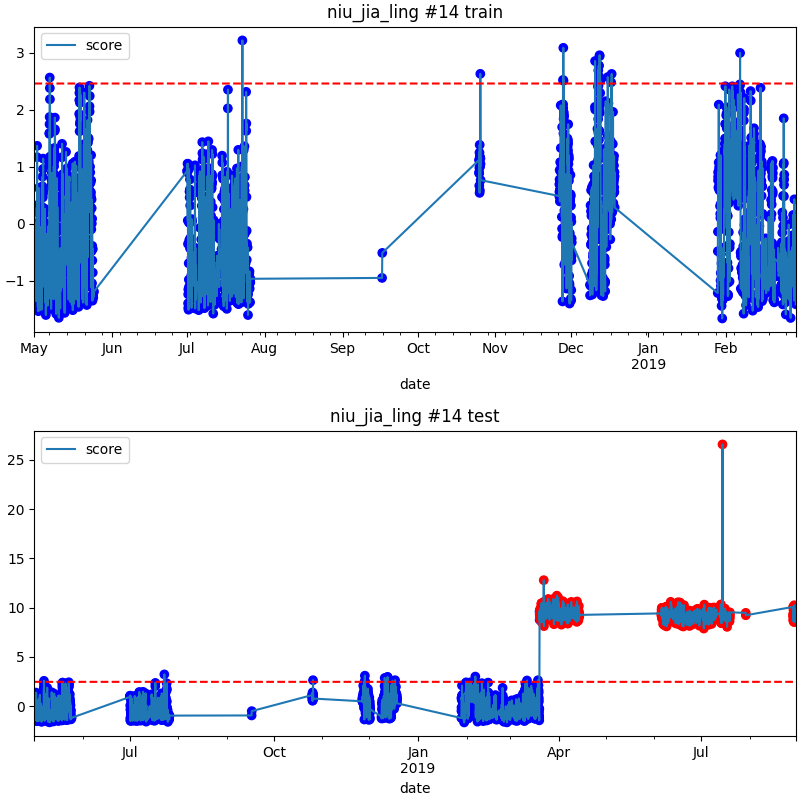 niu_jia_ling #14 train
score
3
2
1
0
−1
May Jun Jul Aug Sep Oct Nov Dec Jan Feb
2019
date
niu_jia_ling #14 test
score
25
20
15
10
5
0
Jul Oct Jan Apr Jul
2019
date